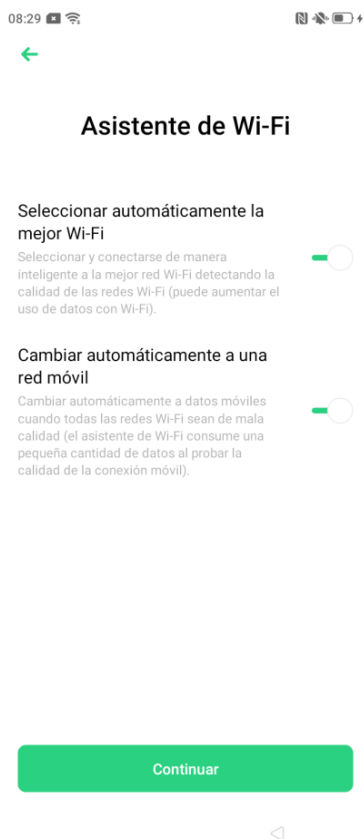 08:29
Asistente de Wi-Fi
Seleccionar automáticamente la
mejor Wi-Fi
Seleccionar y conectarse de manera
inteligente a la mejor red Wi-Fi detectando la
calidad de las redes Wi-Fi (puede aumentar el
uso de datos con Wi-Fi).
Cambiar automáticamente a una
red móvil
Cambiar automáticamente a datos móviles
cuando todas las redes Wi-Fi sean de mala
calidad (el asistente de Wi-Fi consume una
pequeña cantidad de datos al probar la
calidad de la conexión móvil).
Continuar